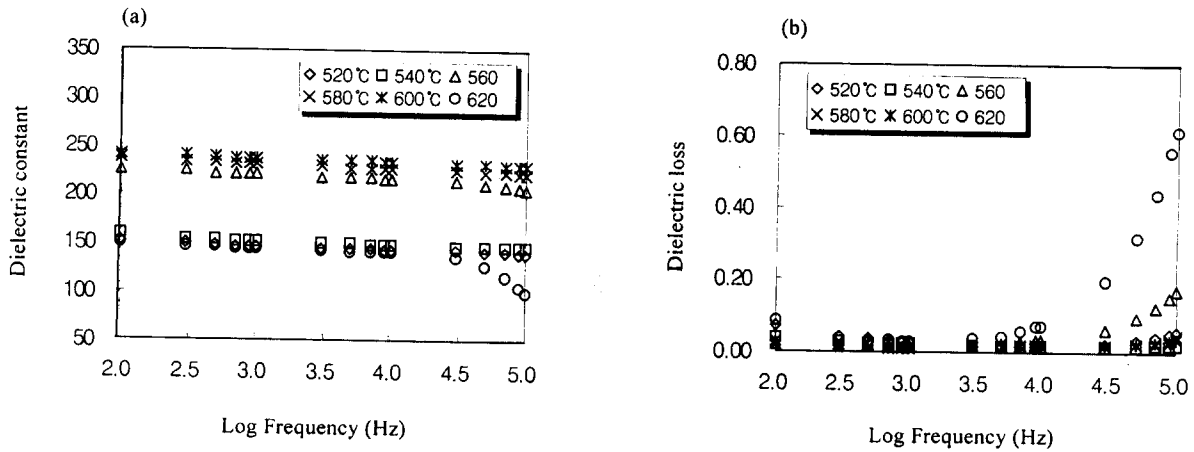 (a)
350
300
250
200
150
100
50
Dielectric constant
◇ 520℃ □ 540℃ △ 560
× 580℃ ✳ 600℃ ○ 620
2.0 2.5 3.0 3.5 4.0 4.5 5.0
Log Frequency (Hz)
(b)
0.80
0.60
0.40
0.20
0.00
Dielectric loss
◇ 520℃ □ 540℃ △ 560
× 580℃ ✳ 600℃ ○ 620
2.0 2.5 3.0 3.5 4.0 4.5 5.0
Log Frequency (Hz)